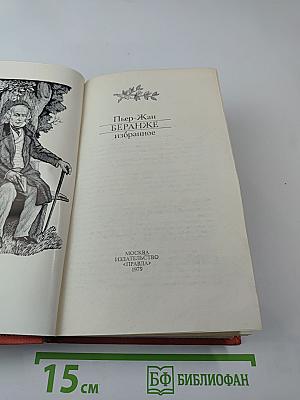 Пьер-Жан
БЕРАНЖЕ
избранное
МОСКВА
ИЗДАТЕЛЬСТВО
«ПРАВДА»
1979
15 см
БФ БИБЛИОФАН